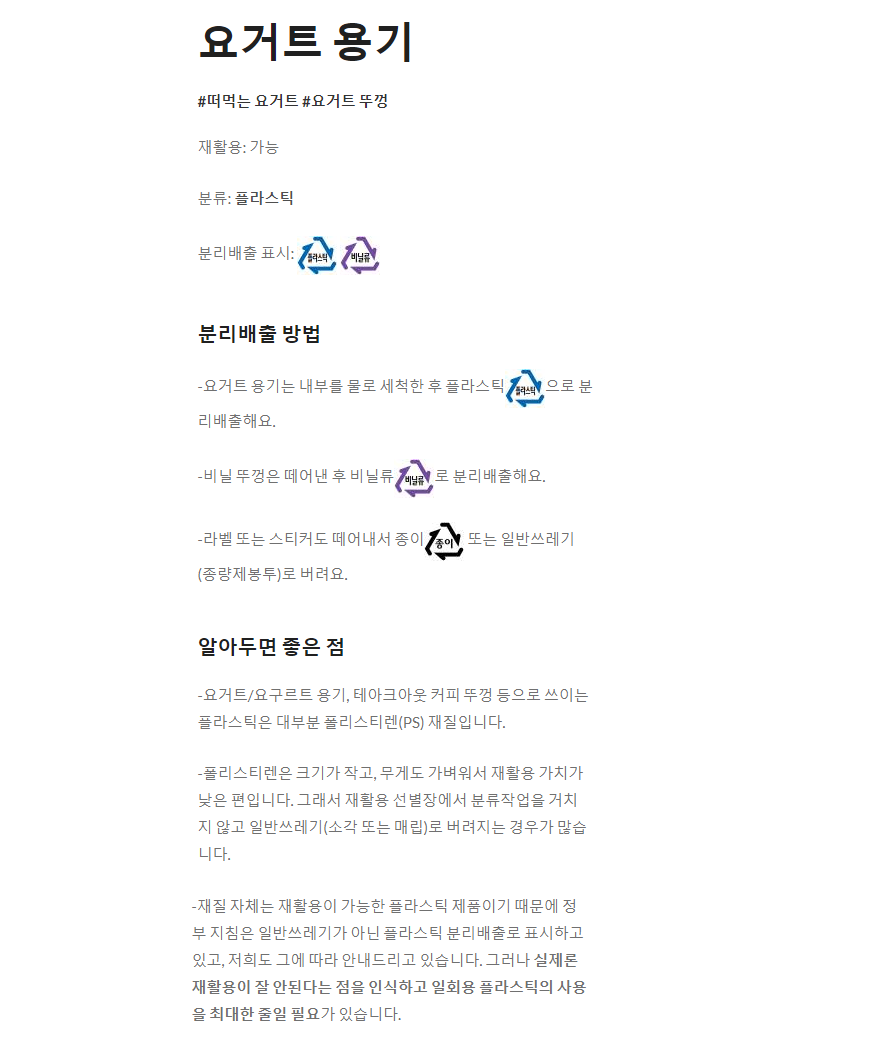 요거트 용기
#떠먹는 요거트 #요거트 뚜껑
재활용: 가능
분류: 플라스틱
분리배출 표시: 플라스틱 비닐류
분리배출 방법
-요거트 용기는 내부를 물로 세척한 후 플라스틱 플라스틱 으로 분
리배출해요.
-비닐 뚜껑은 떼어낸 후 비닐류 비닐류 로 분리배출해요.
-라벨 또는 스티커도 떼어내서 종이 종이 또는 일반쓰레기
(종량제봉투)로 버려요.
알아두면 좋은 점
-요거트/요구르트 용기, 테아크아웃 커피 뚜껑 등으로 쓰이는
플라스틱은 대부분 폴리스티렌(PS) 재질입니다.
-폴리스티렌은 크기가 작고, 무게도 가벼워서 재활용 가치가
낮은 편입니다. 그래서 재활용 선별장에서 분류작업을 거치
지 않고 일반쓰레기(소각 또는 매립)로 버려지는 경우가 많습
니다.
-재질 자체는 재활용이 가능한 플라스틱 제품이기 때문에 정
부 지침은 일반쓰레기가 아닌 플라스틱 분리배출로 표시하고
있고, 저희도 그에 따라 안내드리고 있습니다. 그러나 실제론
재활용이 잘 안된다는 점을 인식하고 일회용 플라스틱의 사용
을 최대한 줄일 필요가 있습니다.